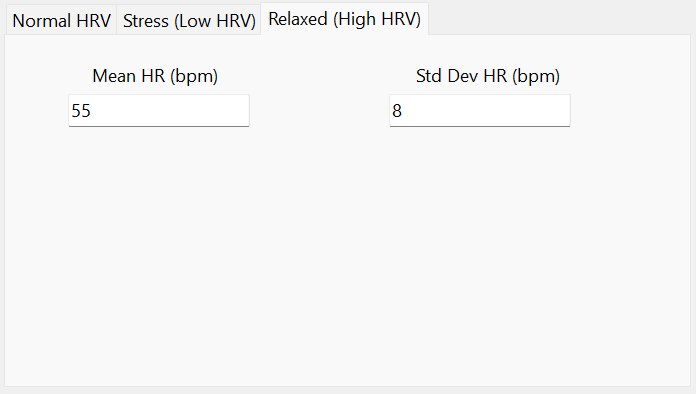 Normal HRV Stress (Low HRV) Relaxed (High HRV)
Mean HR (bpm) Std Dev HR (bpm)
55 8